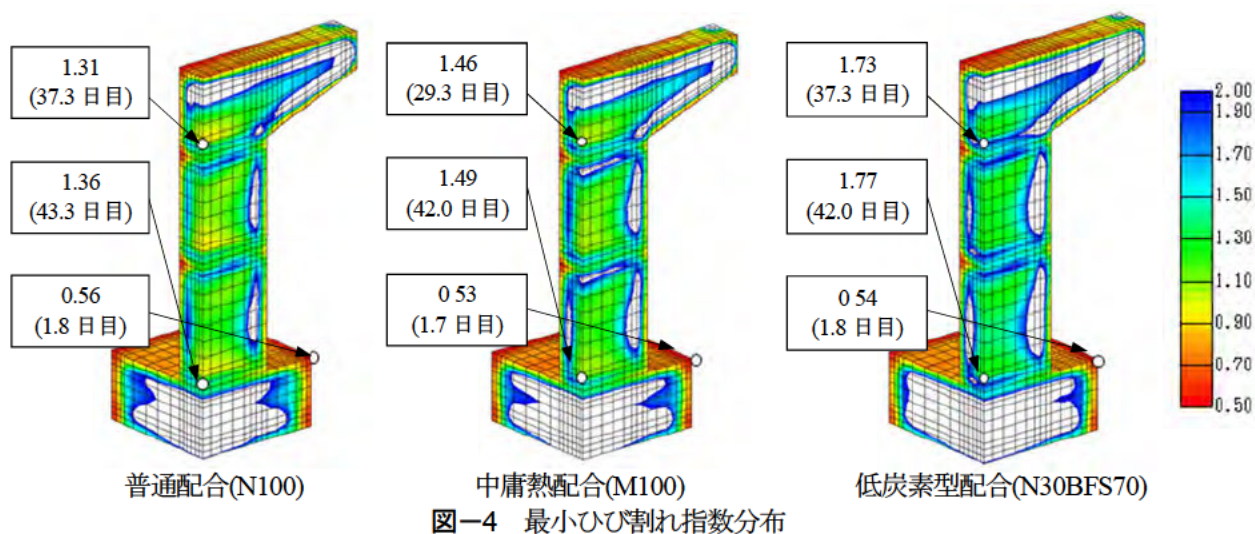 1.31
(37.3 日目)
1.36
(43.3 日目)
0.56
(1.8 日目)
普通配合(N100)
1.46
(29.3 日目)
1.49
(42.0 日目)
0 53
(1.7 日目)
中庸熱配合(M100)
1.73
(37.3 日目)
1.77
(42.0 日目)
0 54
(1.8 日目)
低炭素型配合(N30BFS70)
2.00
1.90
1.70
1.50
1.30
1.10
0.90
0.70
0.50
図－4 最小ひび割れ指数分布